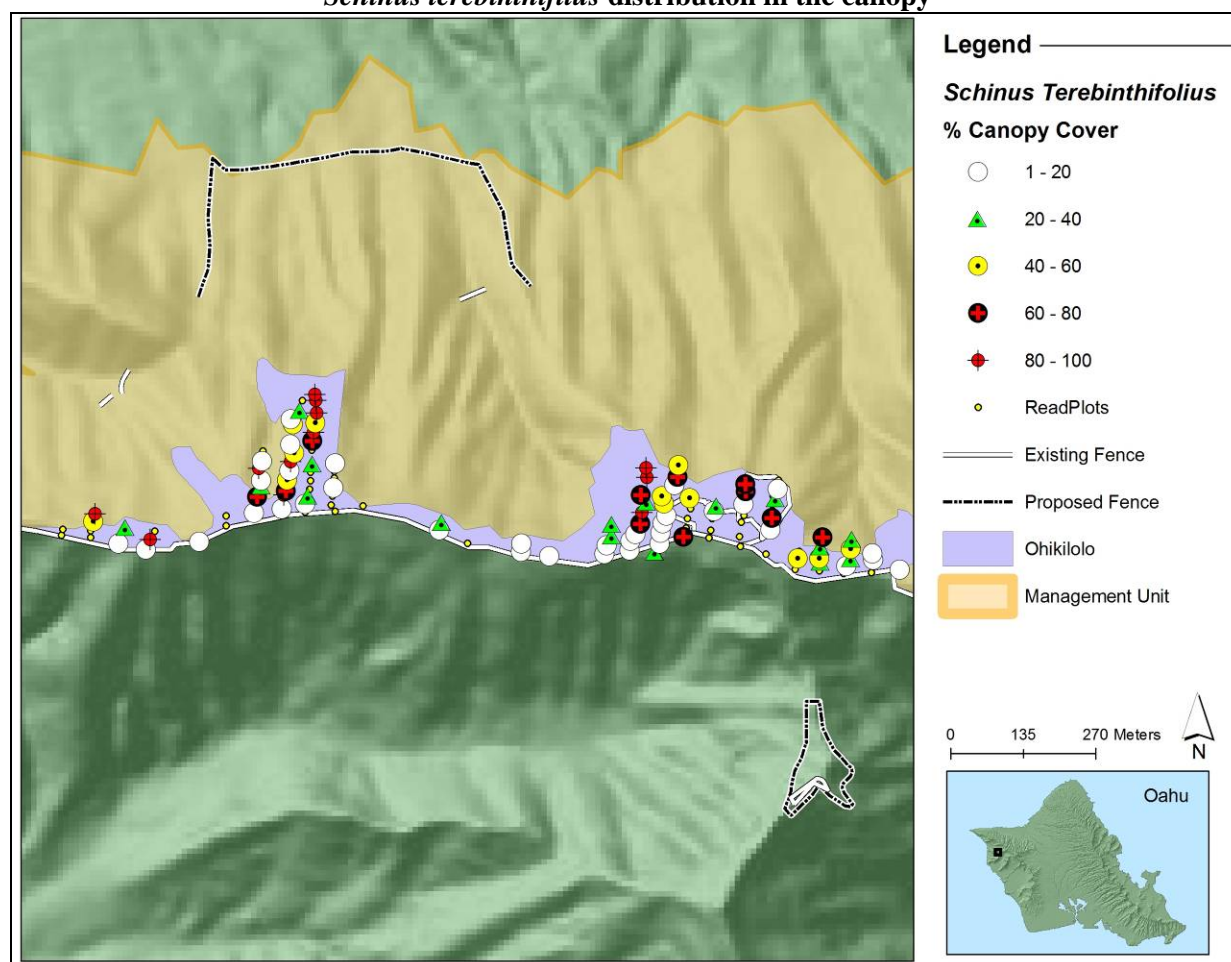 Schinus terebinthifolius distribution in the canopy
Legend
Schinus Terebinthifolius
% Canopy Cover
1 - 20
20 - 40
40 - 60
60 - 80
80 - 100
ReadPlots
Existing Fence
Proposed Fence
Ohikilolo
Management Unit
0 135 270 Meters
N
Oahu